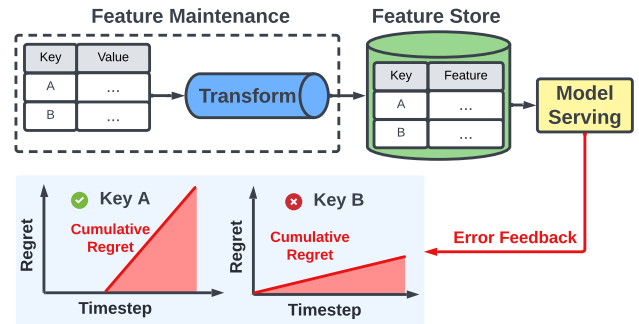 Feature Maintenance
Feature Store
Key Value
A ...
B ...
Transform
Key Feature
A ...
B ...
Model
Serving
Key A
Cumulative
Regret
Regret
Timestep
Key B
Cumulative
Regret
Regret
Timestep
Error Feedback